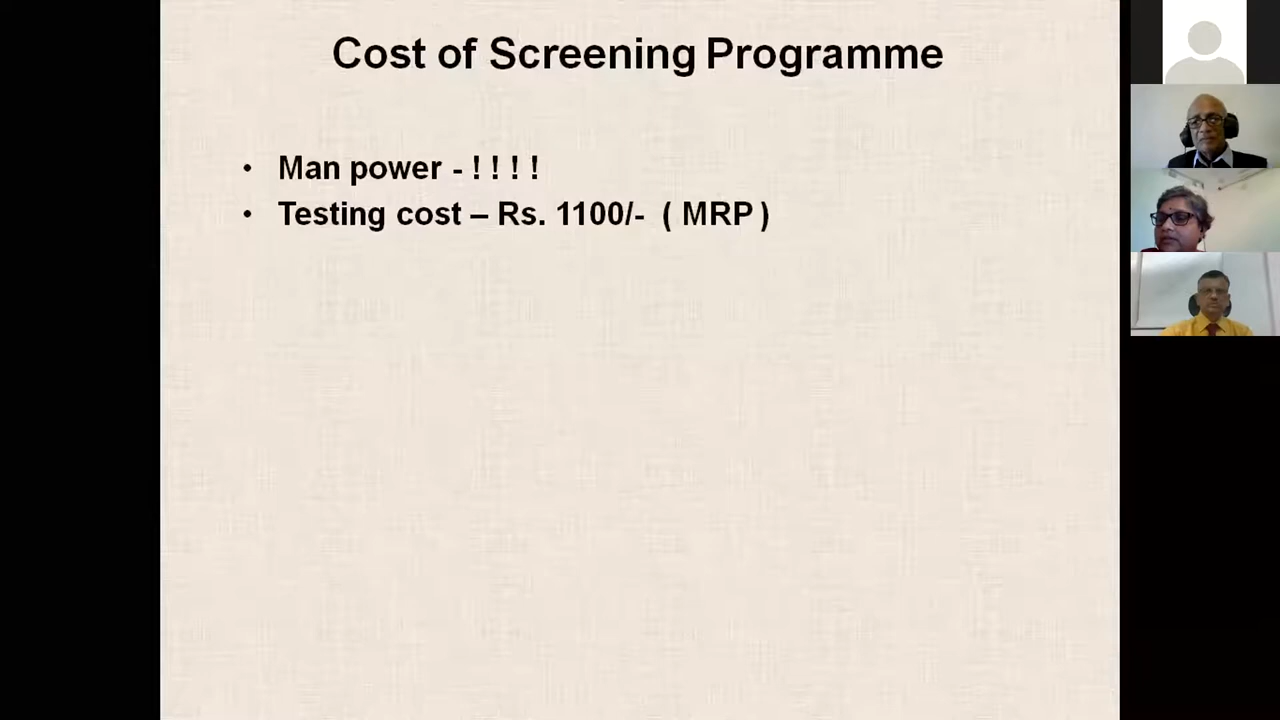 Cost of Screening Programme
• Man power - ! ! ! !
• Testing cost – Rs. 1100/- ( MRP )